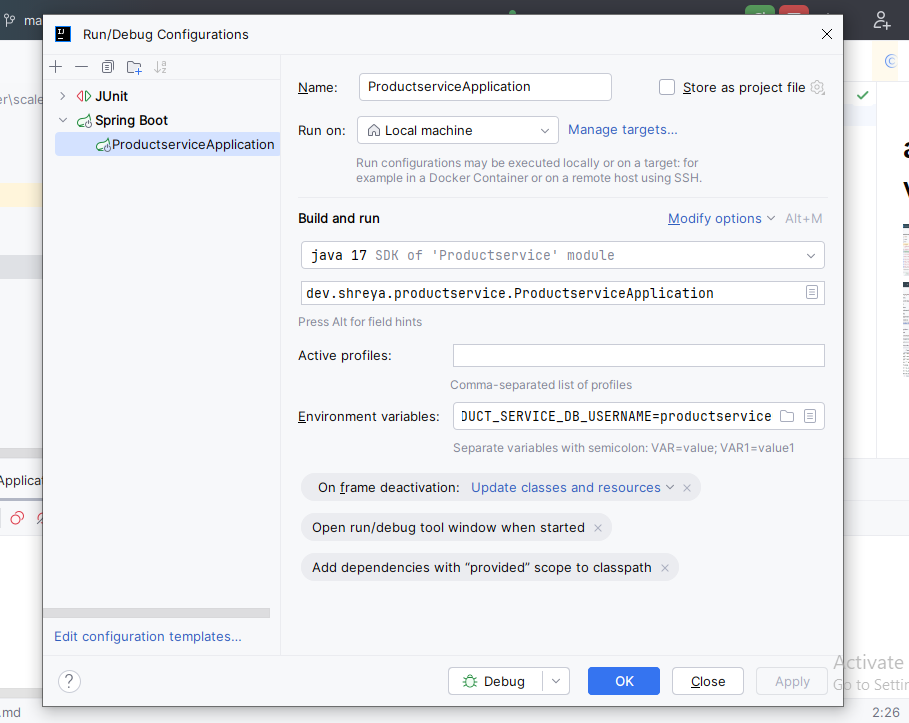 ma
Run/Debug Configurations
er\scale
JUnit
Spring Boot
ProductserviceApplication
Name: ProductserviceApplication Store as project file
Run on: Local machine Manage targets...
Run configurations may be executed locally or on a target: for
example in a Docker Container or on a remote host using SSH.
Build and run Modify options Alt+M
java 17 SDK of 'Productservice' module
dev.shreya.productservice.ProductserviceApplication
Press Alt for field hints
Active profiles:
Comma-separated list of profiles
Environment variables: DUCT_SERVICE_DB_USERNAME=productservice
Separate variables with semicolon: VAR=value; VAR1=value1
Applicat
On frame deactivation: Update classes and resources
Open run/debug tool window when started
Add dependencies with “provided” scope to classpath
Edit configuration templates...
? Debug OK Close Apply
Activate
Go to Settin
.md
2:26